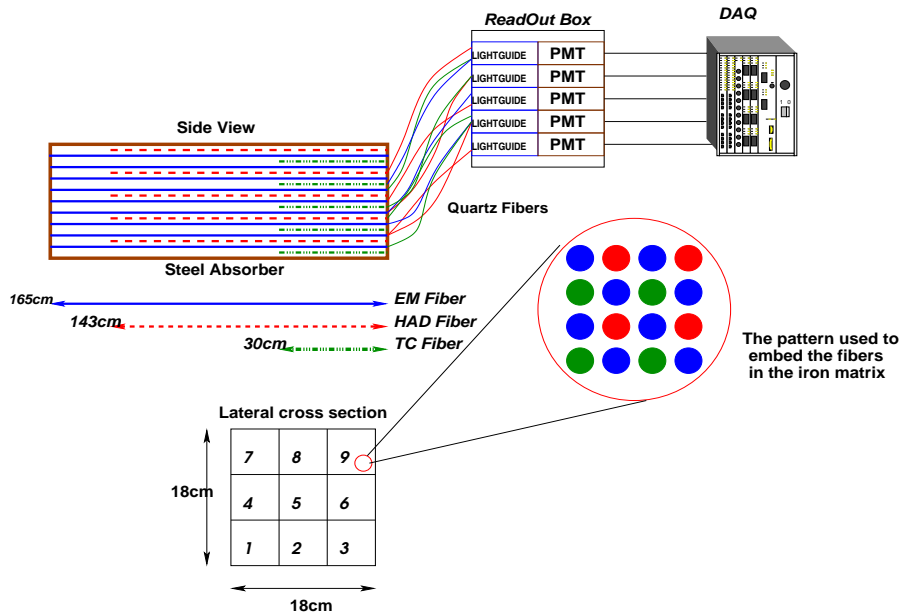 ReadOut Box
DAQ
LIGHTGUIDE PMT
LIGHTGUIDE PMT
LIGHTGUIDE PMT
LIGHTGUIDE PMT
LIGHTGUIDE PMT
1 0
Side View
Quartz Fibers
Steel Absorber
165cm
EM Fiber
143cm
HAD Fiber
30cm
TC Fiber
The pattern used to
embed the fibers
in the iron matrix
Lateral cross section
7 8 9
18cm
4 5 6
1 2 3
18cm